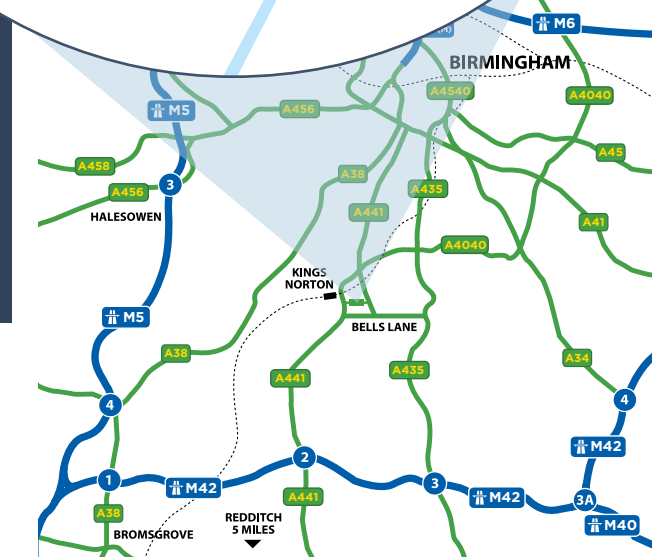 M6
(M)
BIRMINGHAM
A4540
A4040
M5
A456
A45
A458
A38
3
A456
A435
HALESOWEN
A441
A41
A4040
KINGS
NORTON
M5
BELLS LANE
A38
A34
A435
A441
4
4
M42
2
1
M42
3
M42
3A
A441
A38
M40
REDDITCH
5 MILES
BROMSGROVE